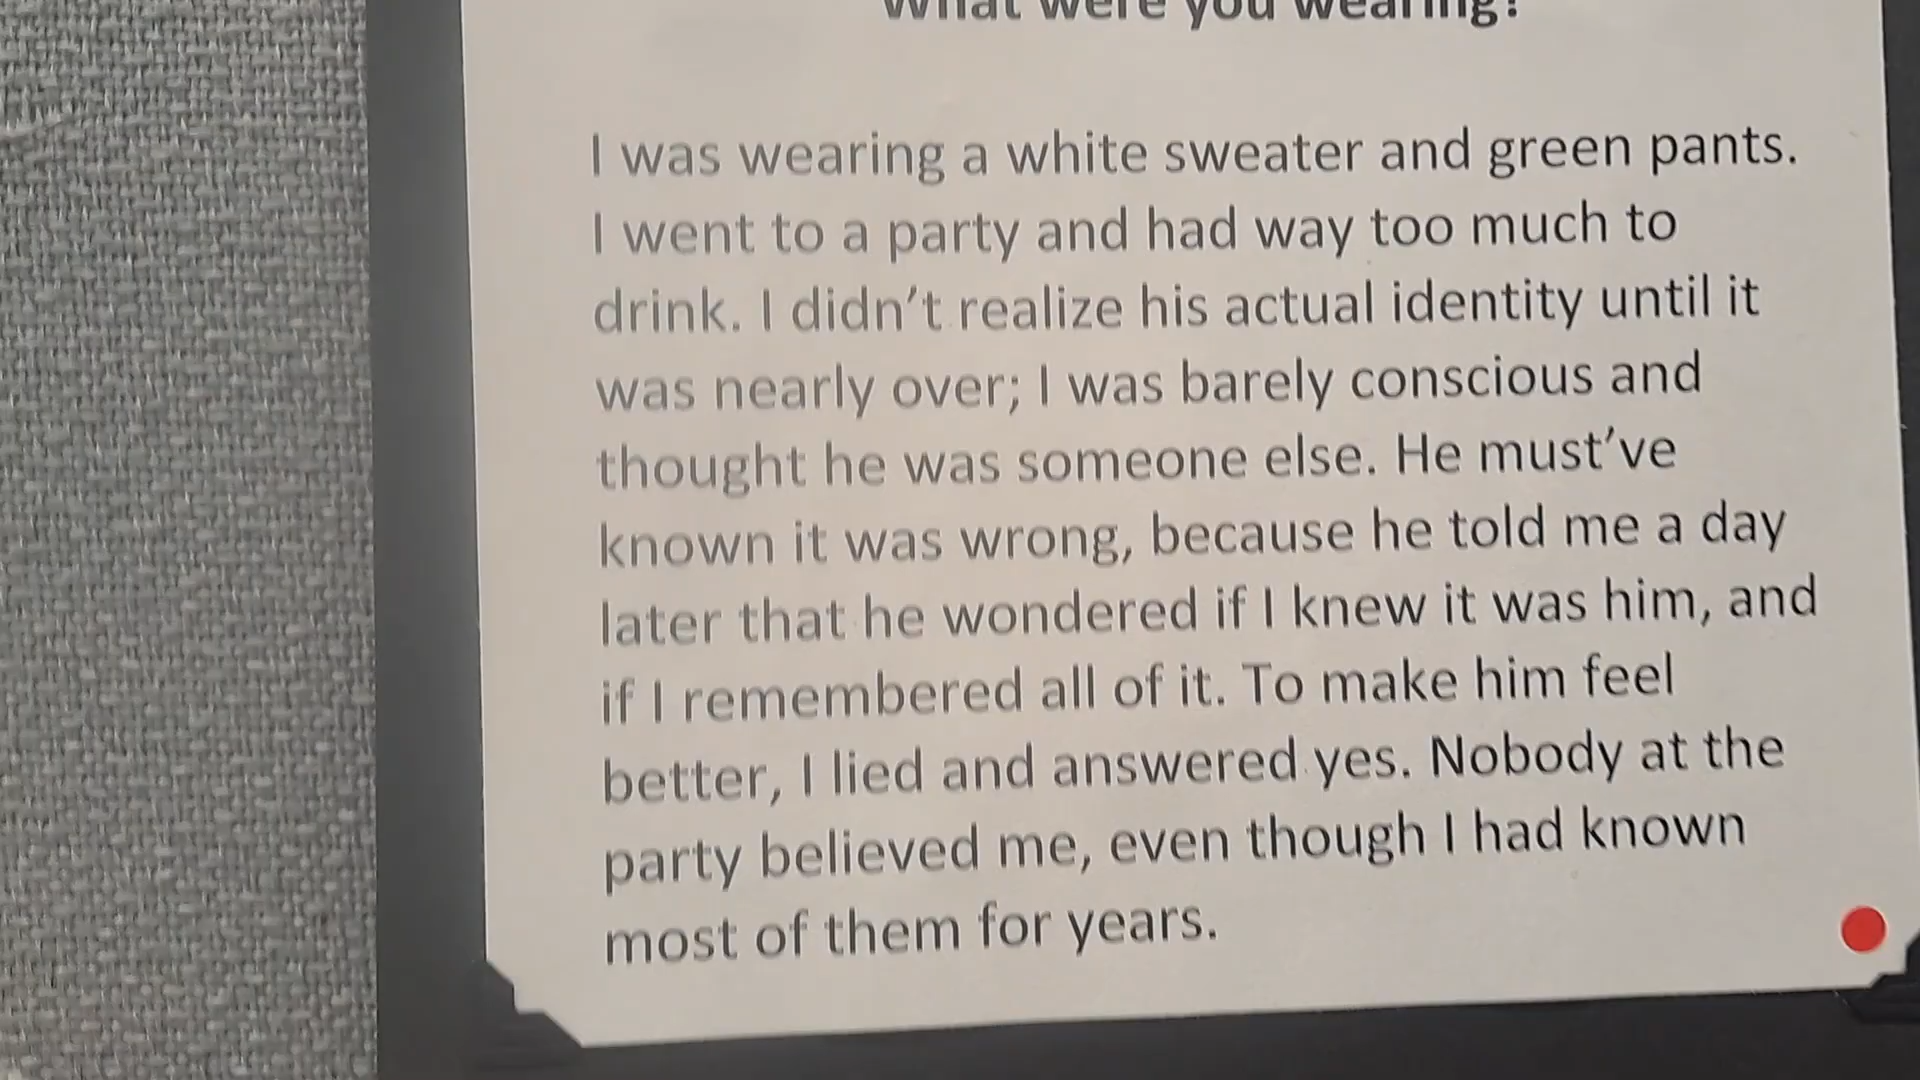 What were you wearing?
I was wearing a white sweater and green pants.
I went to a party and had way too much to
drink. I didn't realize his actual identity until it
was nearly over; I was barely conscious and
thought he was someone else. He must've
known it was wrong, because he told me a day
later that he wondered if I knew it was him, and
if I remembered all of it. To make him feel
better, I lied and answered yes. Nobody at the
party believed me, even though I had known
most of them for years.